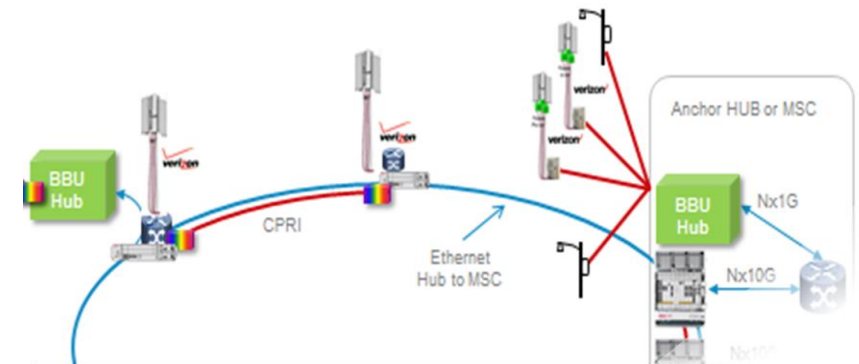 Anchor HUB or MSC
verizon
verizon
verizon
verizon
BBU
Hub
BBU
Hub
Nx1G
CPRI
Ethernet
Hub to MSC
Nx10G
Nx10G